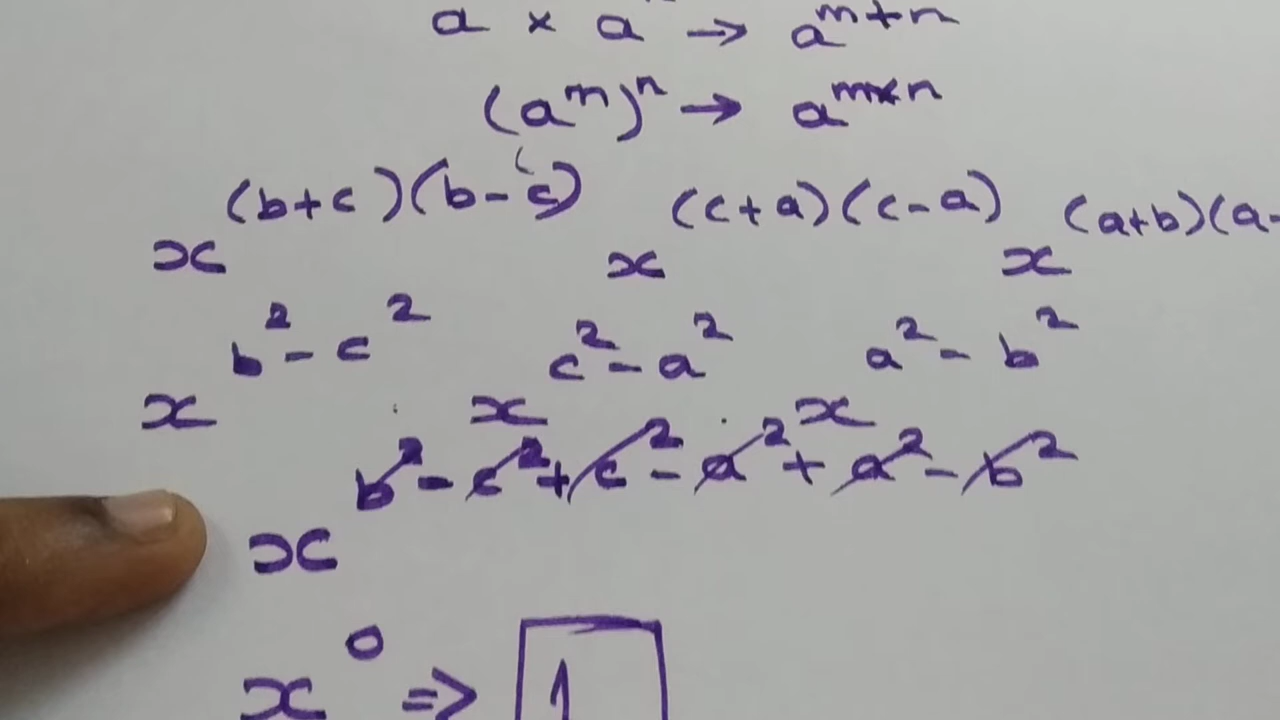 a × a → a^{m+n}
(a^m)^n → a^{m×n}
x^{(b+c)(b-c)} x^{(c+a)(c-a)} x^{(a+b)(a-}
x^{b²-c²} x^{c²-a²} x^{a²-b²}
x^{b²-c²+c²-a²+a²-b²}
x^0 => 1